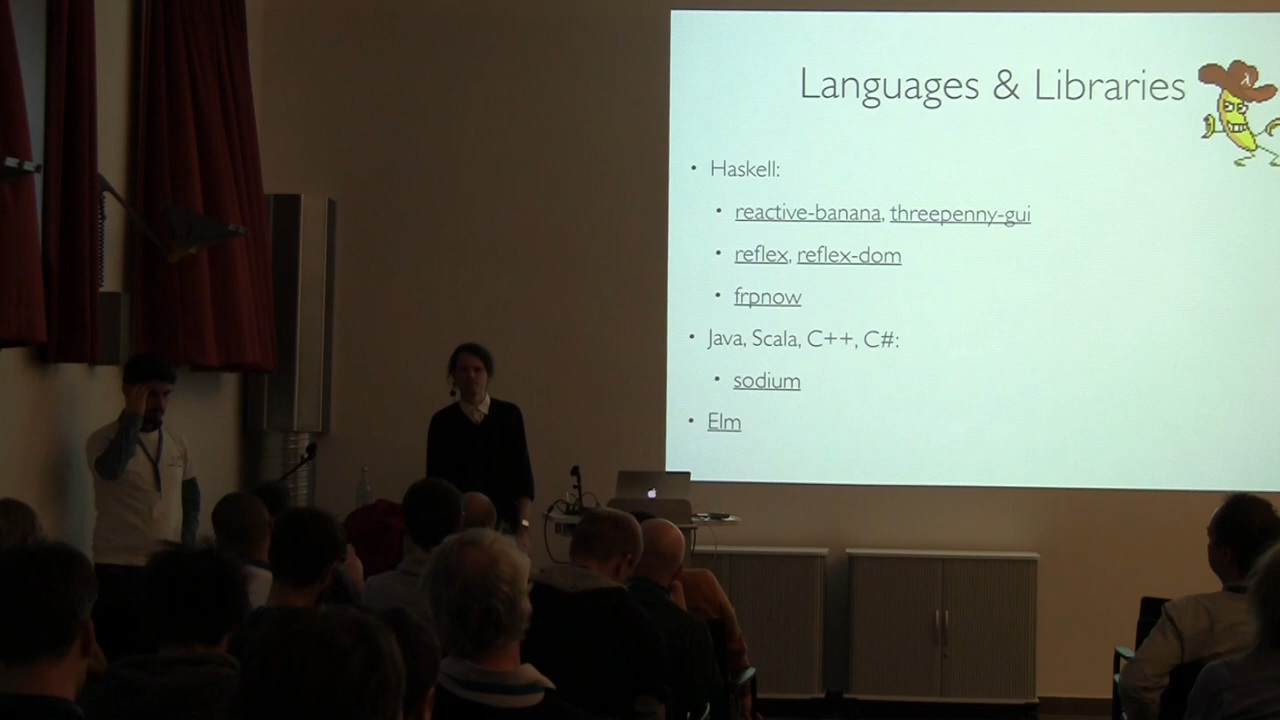 Languages & Libraries
λ
• Haskell:
• reactive-banana, threepenny-gui
• reflex, reflex-dom
• frpnow
• Java, Scala, C++, C#:
• sodium
• Elm